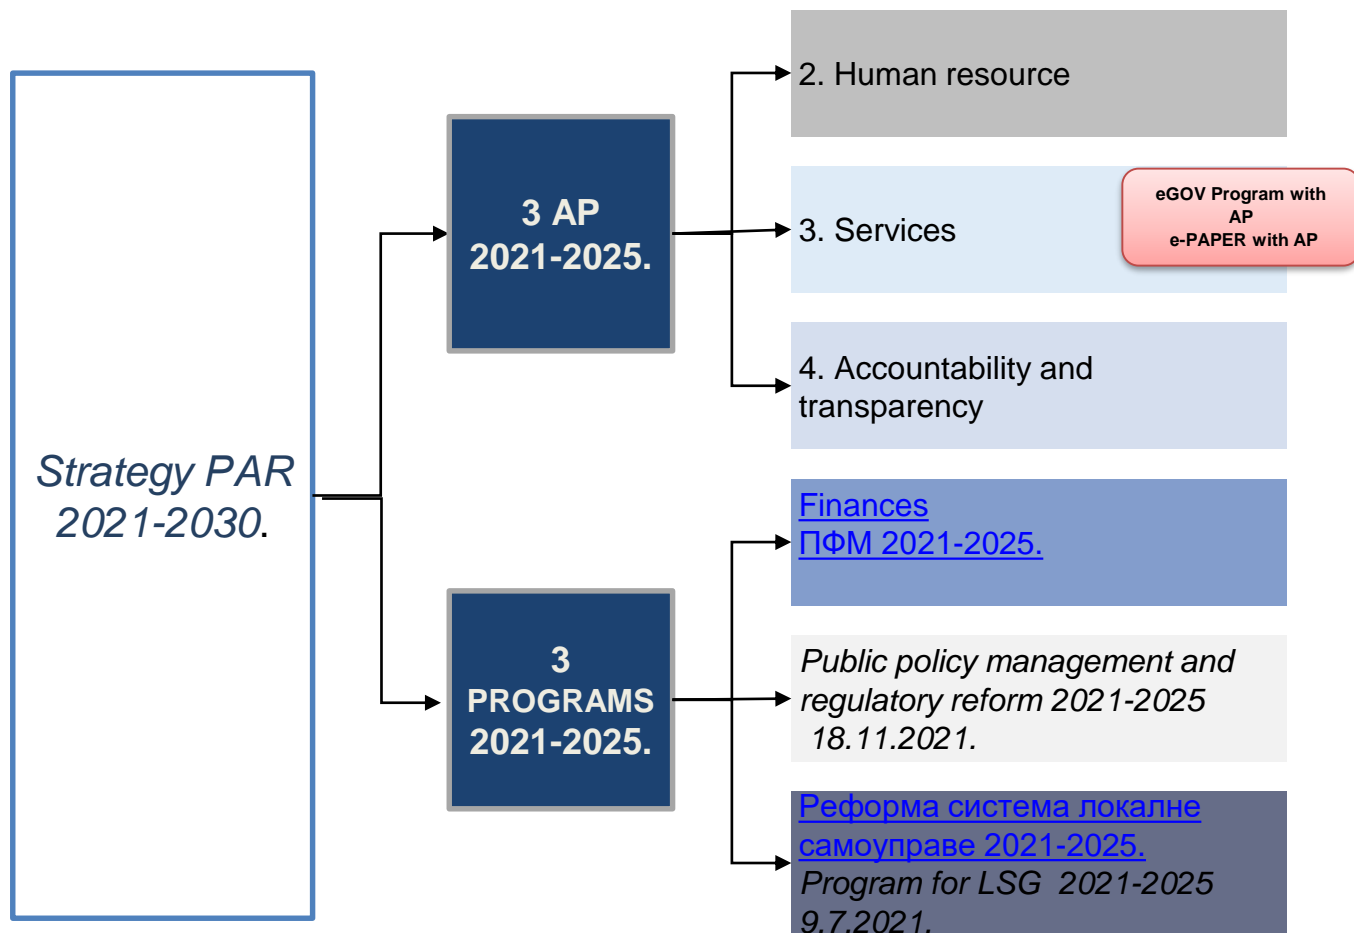 Strategy PAR
2021-2030.
3 AP
2021-2025.
2. Human resource
3. Services
eGOV Program with
AP
e-PAPER with AP
4. Accountability and
transparency
3
PROGRAMS
2021-2025.
Finances
ПФМ 2021-2025.
Public policy management and
regulatory reform 2021-2025
18.11.2021.
Реформа система локалне
самоуправе 2021-2025.
Program for LSG 2021-2025
9.7.2021.